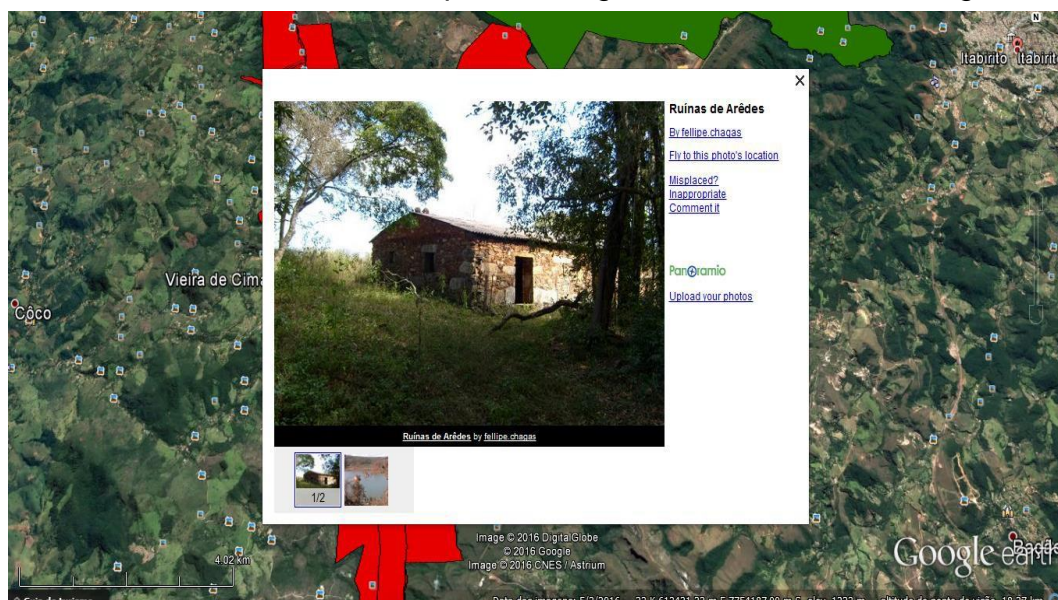 N
Itabirito Itabirito
X
Ruínas de Arêdes
By fellipe.chagas
Fly to this photo's location
Misplaced?
Inappropriate
Comment it
Panoramio
Upload your photos
Vieira de Cima
Côco
Ruínas de Arêdes by fellipe.chagas
1/2
4.02 km
Image © 2016 DigitalGlobe
© 2016 Google
Image © 2016 CNES / Astrium
Google earth